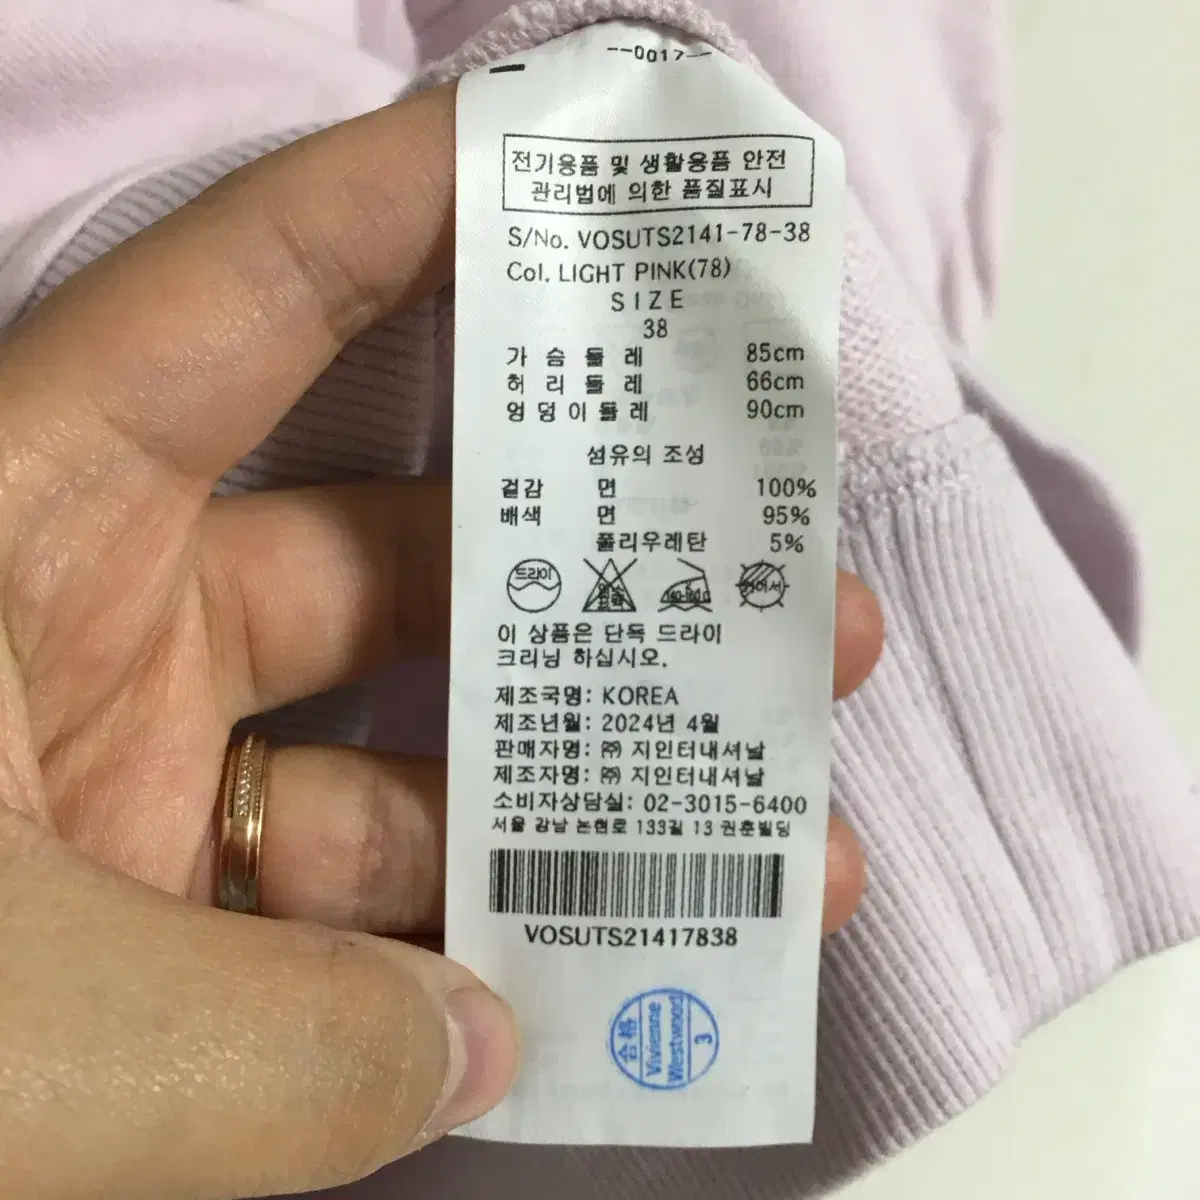 --0017--
전기용품 및 생활용품 안전
관리법에 의한 품질표시
S/No. VOSUTS2141-78-38
Col. LIGHT PINK(78)
SIZE
38
가슴둘레 85cm
허리둘레 66cm
엉덩이둘레 90cm
섬유의 조성
겉감 면 100%
배색 면 95%
폴리우레탄 5%
드라이
이 상품은 단독 드라이
크리닝 하십시오.
제조국명: KOREA
제조년월: 2024년 4월
판매자명: ㈜ 지인터내셔날
제조자명: ㈜ 지인터내셔날
소비자상담실: 02-3015-6400
서울 강남 논현로 133길 13 권훈빌딩
VOSUTS21417838
合格
Vivienne
Westwood
3